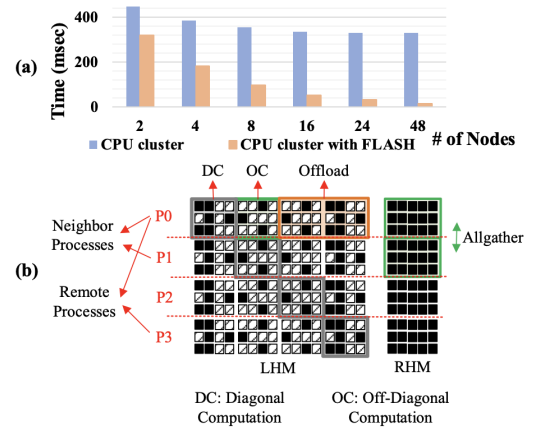 400
200
0
Time (msec)
(a)
2 4 8 16 24 48
# of Nodes
CPU cluster CPU cluster with FLASH
DC OC Offload
P0
Neighbor
Processes
P1
Allgather
(b)
Remote
Processes
P2
P3
LHM RHM
DC: Diagonal
Computation
OC: Off-Diagonal
Computation